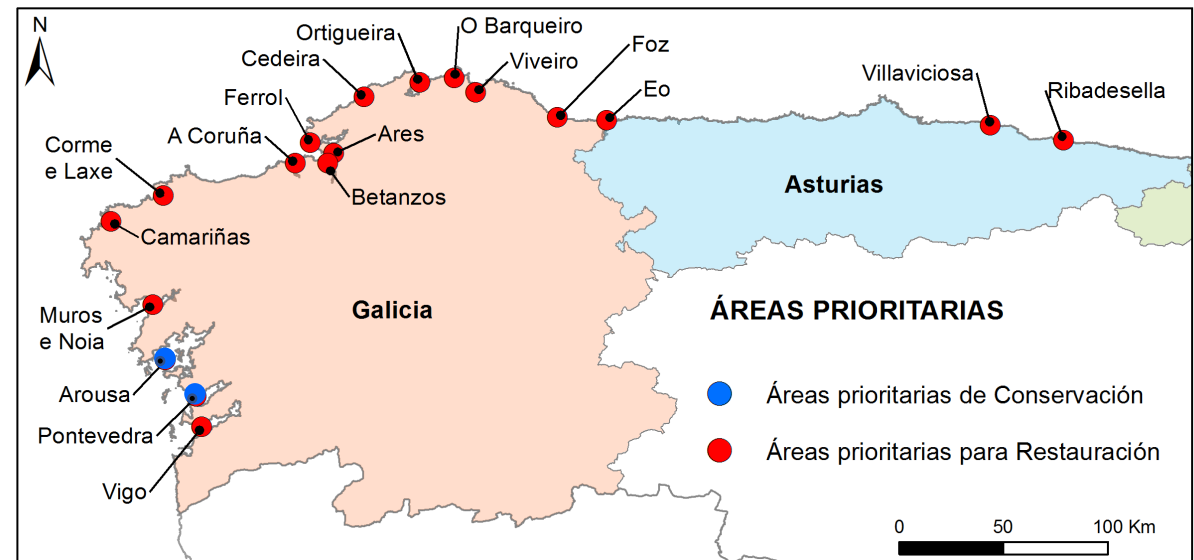 N
O Barqueiro
Ortigueira
Foz
Cedeira
Viveiro
Villaviciosa
Eo
Ribadesella
Ferrol
A Coruña
Ares
Corme
e Laxe
Betanzos
Asturias
Camariñas
Galicia
ÁREAS PRIORITARIAS
Muros
e Noia
Arousa
Áreas prioritarias de Conservación
Pontevedra
Áreas prioritarias para Restauración
Vigo
0 50 100 Km